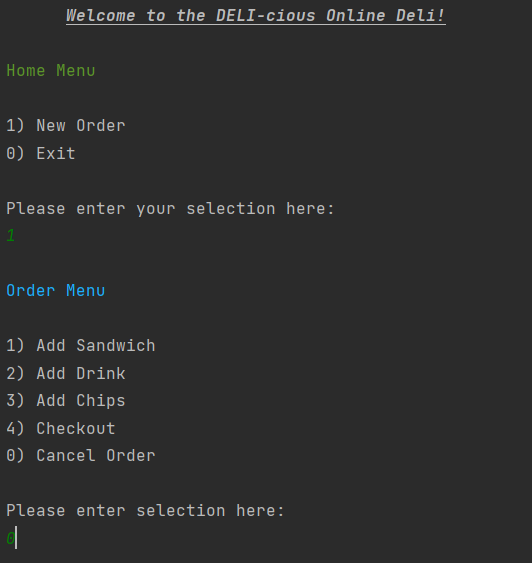 Welcome to the DELI-cious Online Deli!
Home Menu
1) New Order
0) Exit
Please enter your selection here:
1
Order Menu
1) Add Sandwich
2) Add Drink
3) Add Chips
4) Checkout
0) Cancel Order
Please enter selection here:
0